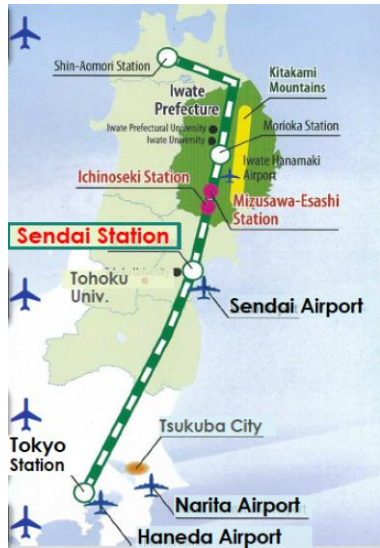 Shin-Aomori Station
Kitakami
Mountains
Iwate
Prefecture
Iwate Prefectural University
Iwate University
Morioka Station
Iwate Hanamaki
Airport
Ichinoseki Station
Mizusawa-Esashi
Station
Sendai Station
Tohoku
Univ.
Sendai Airport
Tsukuba City
Tokyo
Station
Narita Airport
Haneda Airport